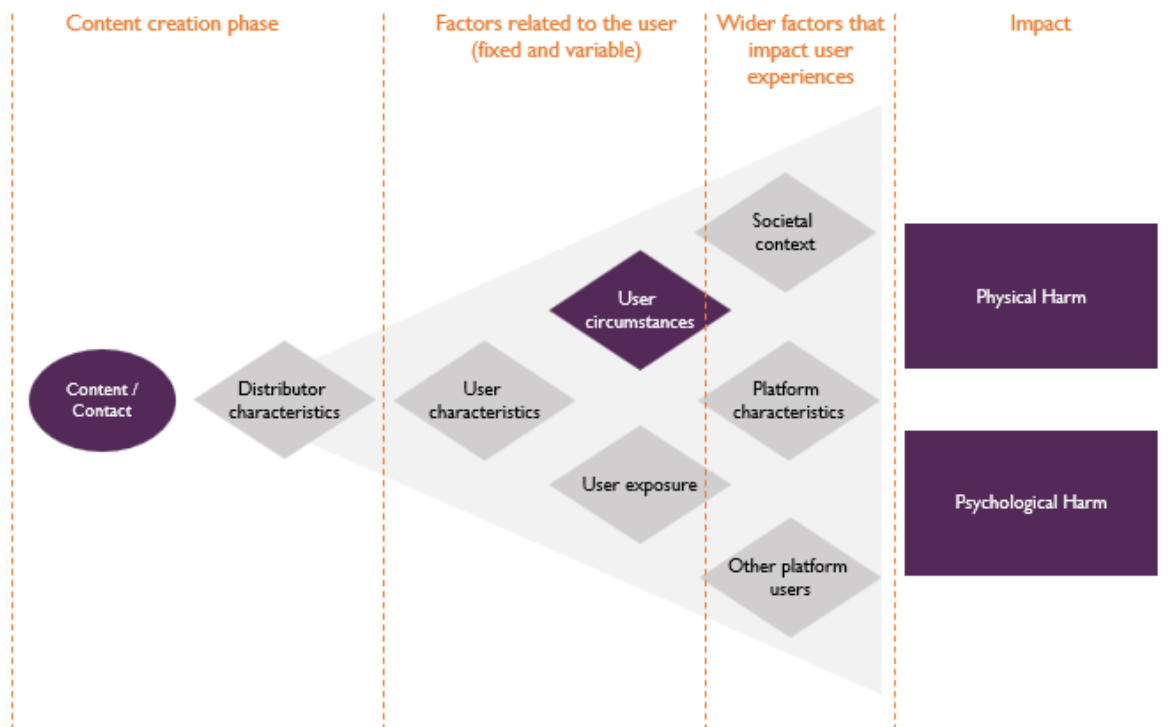 Content creation phase
Factors related to the user
(fixed and variable)
Wider factors that
impact user
experiences
Impact
Societal
context
User
circumstances
Physical Harm
Content /
Contact
Distributor
characteristics
User
characteristics
Platform
characteristics
User exposure
Psychological Harm
Other platform
users